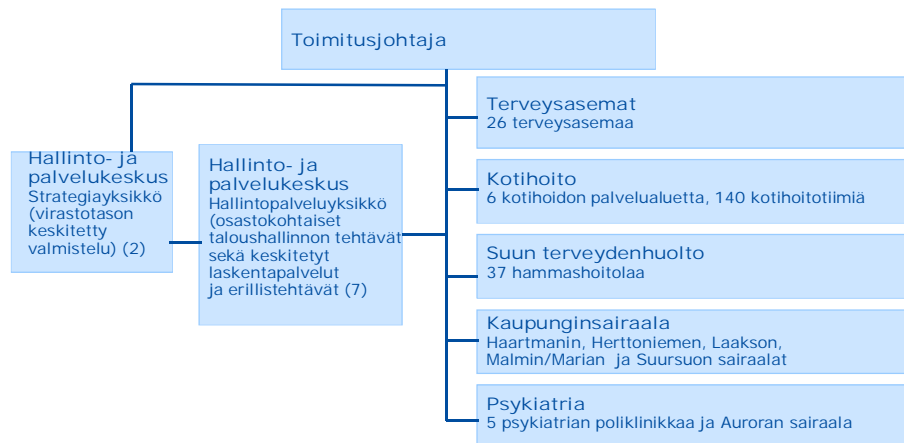 Toimitusjohtaja
Hallinto- ja
palvelukeskus
Strategiayksikkö
(virastotason
keskitetty
valmistelu) (2)
Hallinto- ja
palvelukeskus
Hallintopalveluyksikkö
(osastokohtaiset
taloushallinnon tehtävät
sekä keskitetyt
laskentapalvelut
ja erillistehtävät (7)
Terveysasemat
26 terveysasemaa
Kotihoito
6 kotihoidon palvelualuetta, 140 kotihoitotiimiä
Suun terveydenhuolto
37 hammashoitolaa
Kaupunginsairaala
Haartmanin, Herttoniemen, Laakson,
Malmin/Marian ja Suursuon sairaalat
Psykiatria
5 psykiatrian poliklinikkaa ja Auroran sairaala